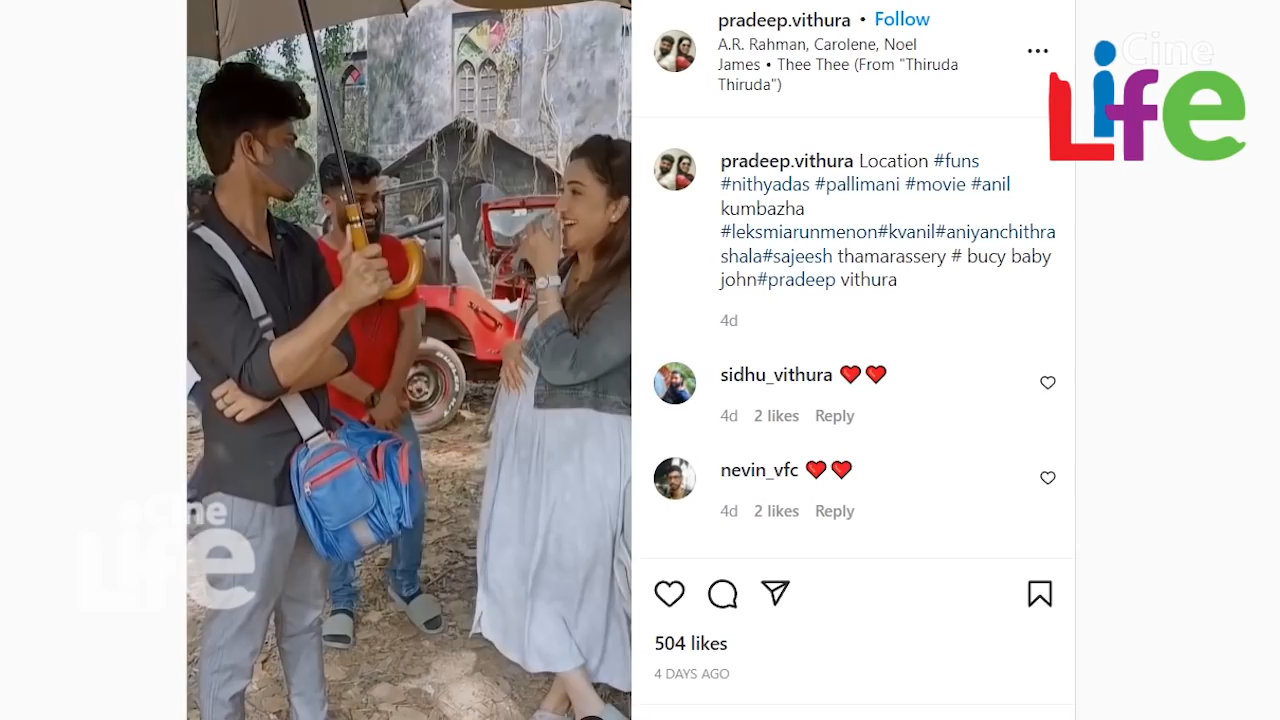 pradeep.vithura • Follow
A.R. Rahman, Carolene, Noel
James • Thee Thee (From "Thiruda
Thiruda")
Cine
Life
pradeep.vithura Location #funs
#nithyadas #pallimani #movie #anil
kumbazha
#leksmiarunmenon#kvanil#aniyanchithra
shala#sajeesh thamarassery # bucy baby
john#pradeep vithura
4d
sidhu_vithura ❤️❤️
4d 2 likes Reply
nevin_vfc ❤️❤️
4d 2 likes Reply
504 likes
4 DAYS AGO
Cine
Life